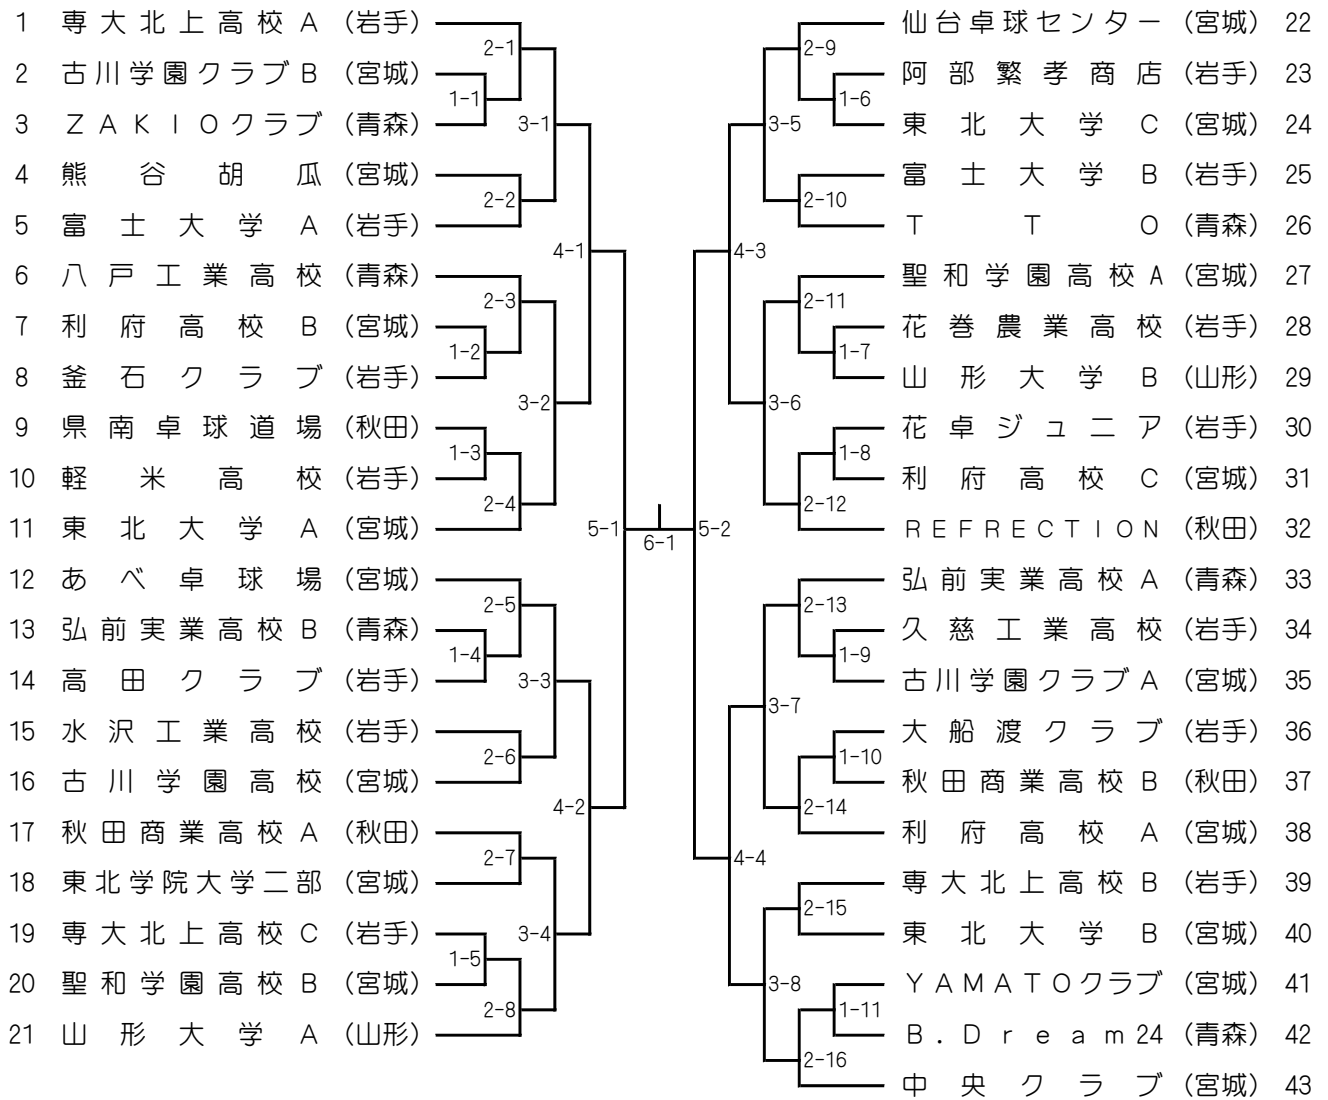 1 専大北上高校A (岩手)
2-1
2 古川学園クラブB (宮城)
1-1
3 ZAKIOクラブ (青森)
3-1
4 熊谷胡瓜 (宮城)
2-2
5 富士大学A (岩手)
4-1
6 八戸工業高校 (青森)
2-3
7 利府高校B (宮城)
1-2
8 釜石クラブ (岩手)
3-2
9 県南卓球道場 (秋田)
1-3
10 軽米高校 (岩手)
2-4
11 東北大学A (宮城)
5-1
6-1
12 あべ卓球場 (宮城)
2-5
13 弘前実業高校B (青森)
1-4
14 高田クラブ (岩手)
3-3
15 水沢工業高校 (岩手)
2-6
16 古川学園高校 (宮城)
4-2
17 秋田商業高校A (秋田)
2-7
18 東北学院大学二部 (宮城)
19 専大北上高校C (岩手)
3-4
1-5
20 聖和学園高校B (宮城)
2-8
21 山形大学A (山形)
仙台卓球センター (宮城) 22
2-9
阿部繁孝商店 (岩手) 23
1-6
東北大学C (宮城) 24
3-5
富士大学B (岩手) 25
2-10
TTO (青森) 26
4-3
聖和学園高校A (宮城) 27
2-11
花巻農業高校 (岩手) 28
1-7
山形大学B (山形) 29
3-6
花卓ジュニア (岩手) 30
1-8
利府高校C (宮城) 31
2-12
REFRECTION (秋田) 32
5-2
弘前実業高校A (青森) 33
2-13
久慈工業高校 (岩手) 34
1-9
古川学園クラブA (宮城) 35
3-7
大船渡クラブ (岩手) 36
1-10
秋田商業高校B (秋田) 37
2-14
利府高校A (宮城) 38
4-4
専大北上高校B (岩手) 39
2-15
東北大学B (宮城) 40
3-8
YAMATOクラブ (宮城) 41
1-11
B.Dream24 (青森) 42
2-16
中央クラブ (宮城) 43